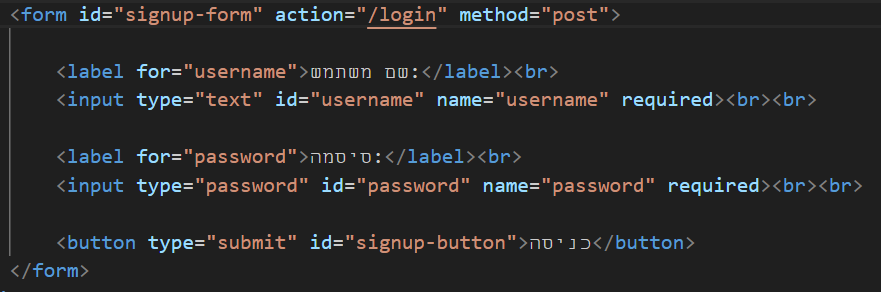 <form id="signup-form" action="/login" method="post">
<label for="username">שם משתמש:</label><br>
<input type="text" id="username" name="username" required><br><br>
<label for="password">סיסמה:</label><br>
<input type="password" id="password" name="password" required><br><br>
<button type="submit" id="signup-button">כניסה</button>
</form>